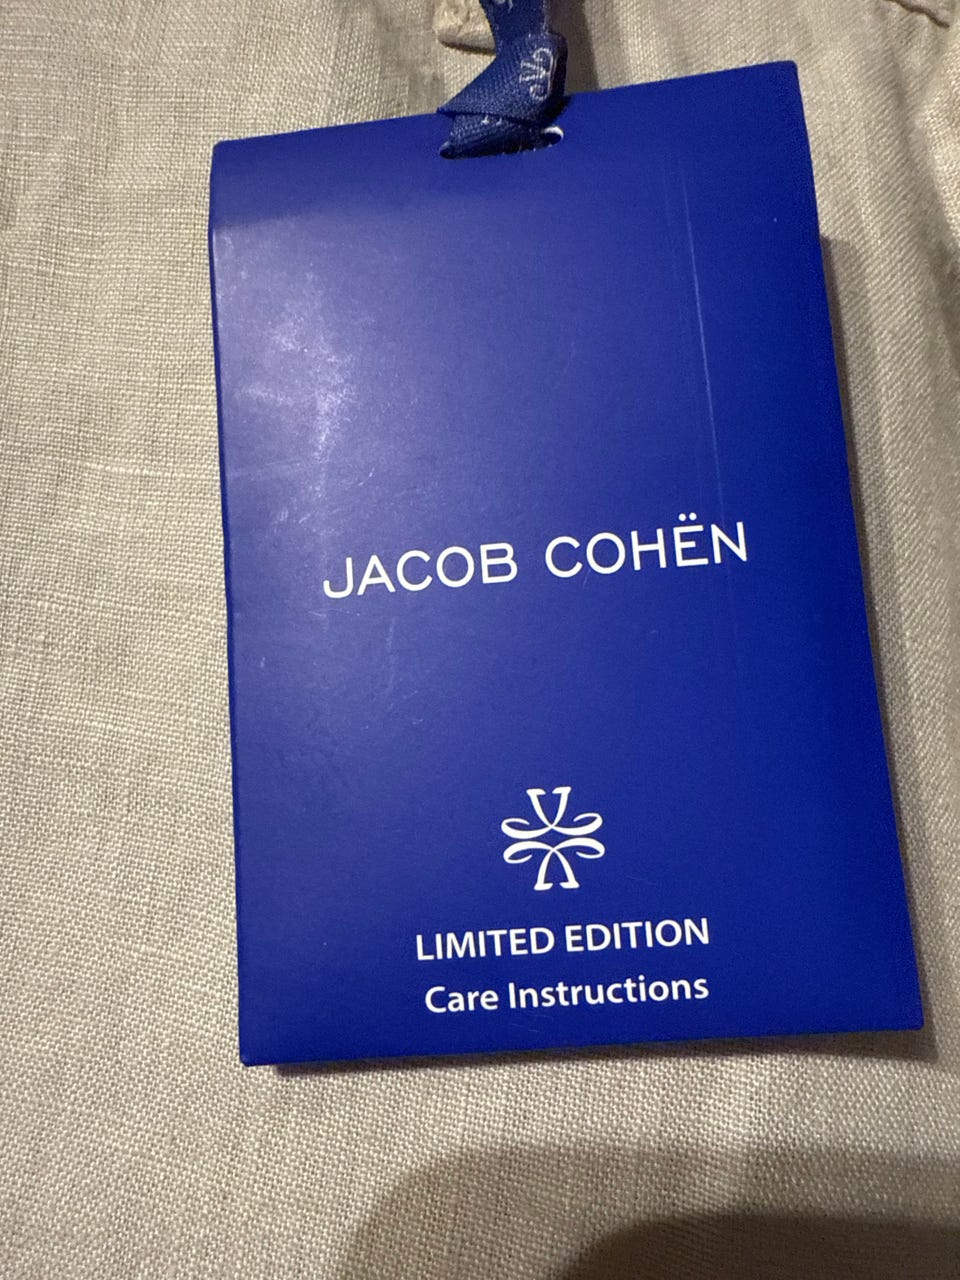 JACOB COHËN
LIMITED EDITION
Care Instructions